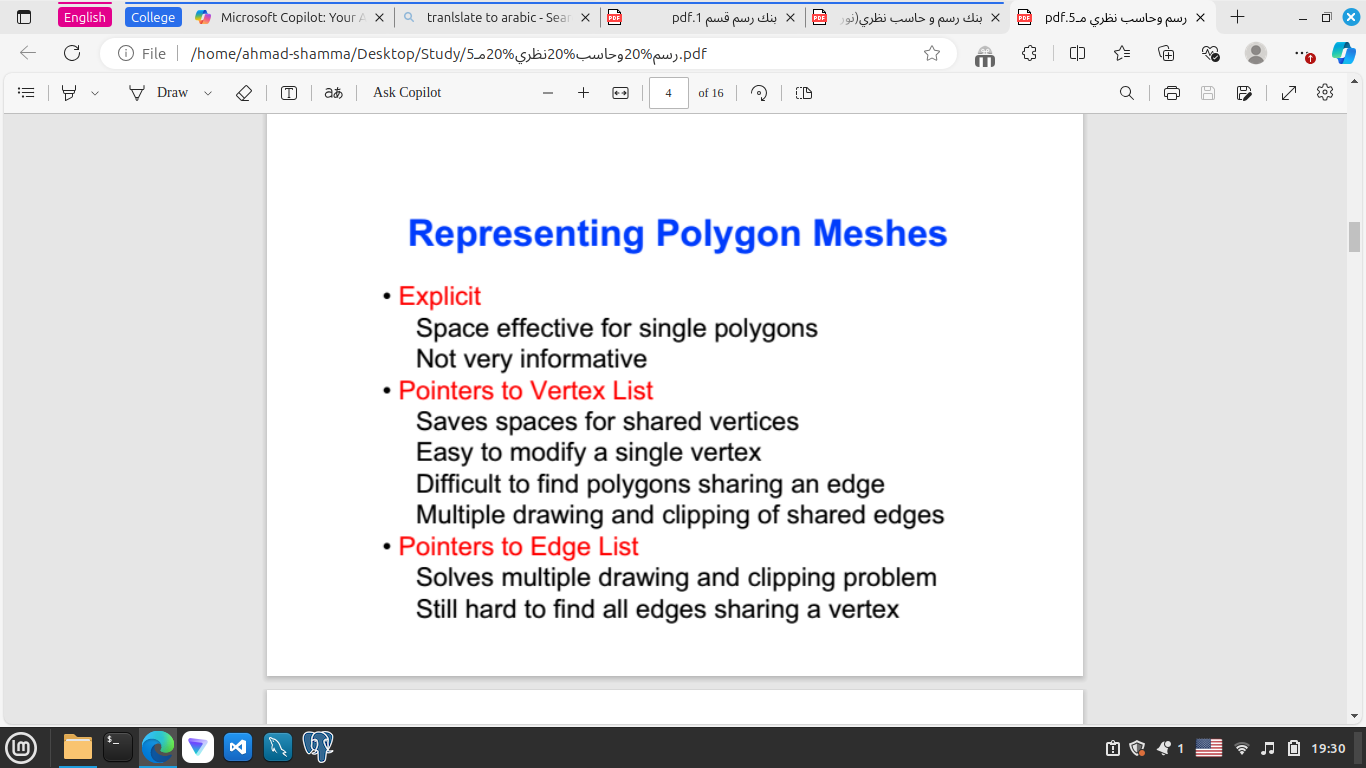 English
College
Microsoft Copilot: Your A
tranlslate to arabic - Sear
بنك رسم قسم 1.pdf
بنك رسم و حاسب نظري(نور
رسم وحاسب نظري مـ5.pdf
File
/home/ahmad-shamma/Desktop/Study/رسم%20وحاسب%20نظري%20مـ5.pdf
Draw
Ask Copilot
4
of 16
Representing Polygon Meshes
• Explicit
Space effective for single polygons
Not very informative
• Pointers to Vertex List
Saves spaces for shared vertices
Easy to modify a single vertex
Difficult to find polygons sharing an edge
Multiple drawing and clipping of shared edges
• Pointers to Edge List
Solves multiple drawing and clipping problem
Still hard to find all edges sharing a vertex
1
19:30